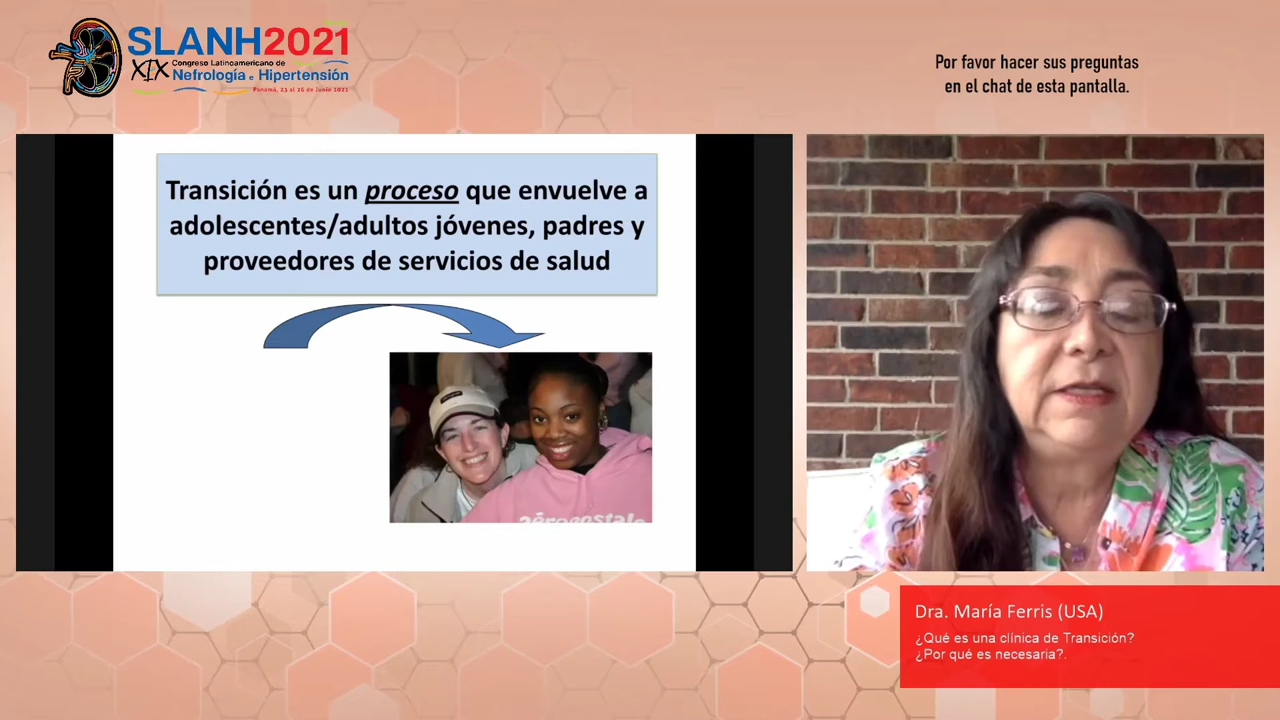 SLANH2021
XIX Congreso Latinoamericano de
Nefrología e Hipertensión
Panamá, 23 al 26 de Junio 2021
Por favor hacer sus preguntas
en el chat de esta pantalla.
Transición es un proceso que envuelve a
adolescentes/adultos jóvenes, padres y
proveedores de servicios de salud
aéropostale
Dra. María Ferris (USA)
¿Qué es una clínica de Transición?
¿Por qué es necesaria?.